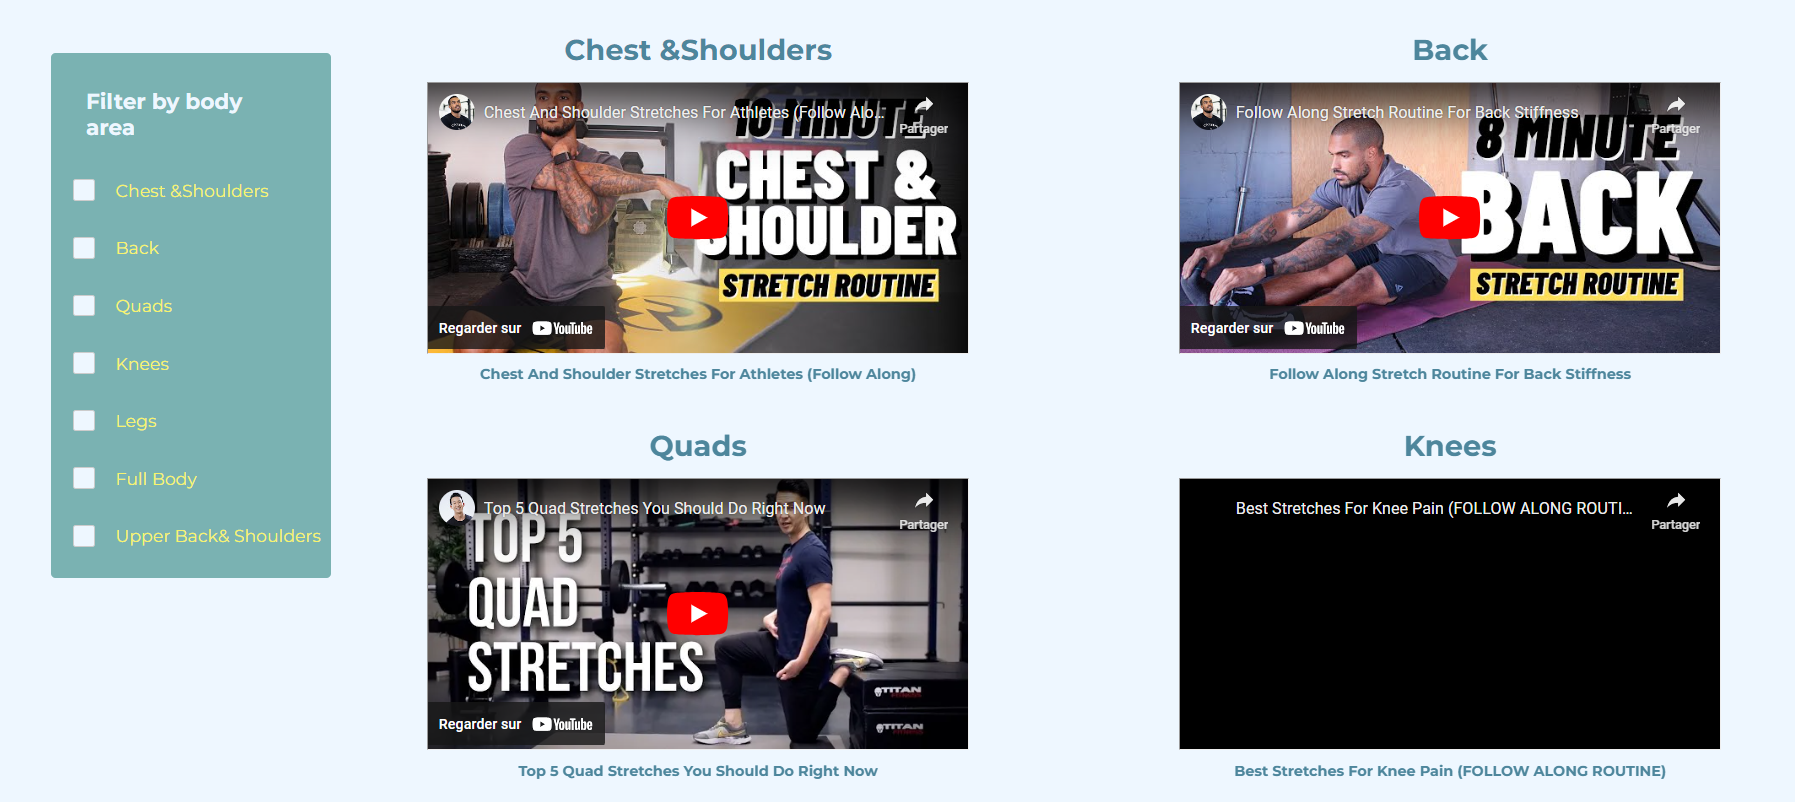 Filter by body
area
Chest &Shoulders
Back
Quads
Knees
Legs
Full Body
Upper Back& Shoulders
Chest &Shoulders
Chest And Shoulder Stretches For Athletes (Follow Alo...
Partager
10 MINUTE
CHEST &
SHOULDER
STRETCH ROUTINE
Regarder sur YouTube
Chest And Shoulder Stretches For Athletes (Follow Along)
Back
Follow Along Stretch Routine For Back Stiffness
Partager
8 MINUTE
BACK
STRETCH ROUTINE
Regarder sur YouTube
Follow Along Stretch Routine For Back Stiffness
Quads
Top 5 Quad Stretches You Should Do Right Now
Partager
TOP 5
QUAD
STRETCHES
TITAN
FITNESS
TITAN
FITNESS
Regarder sur YouTube
Top 5 Quad Stretches You Should Do Right Now
Knees
Best Stretches For Knee Pain (FOLLOW ALONG ROUTI...
Partager
Best Stretches For Knee Pain (FOLLOW ALONG ROUTINE)